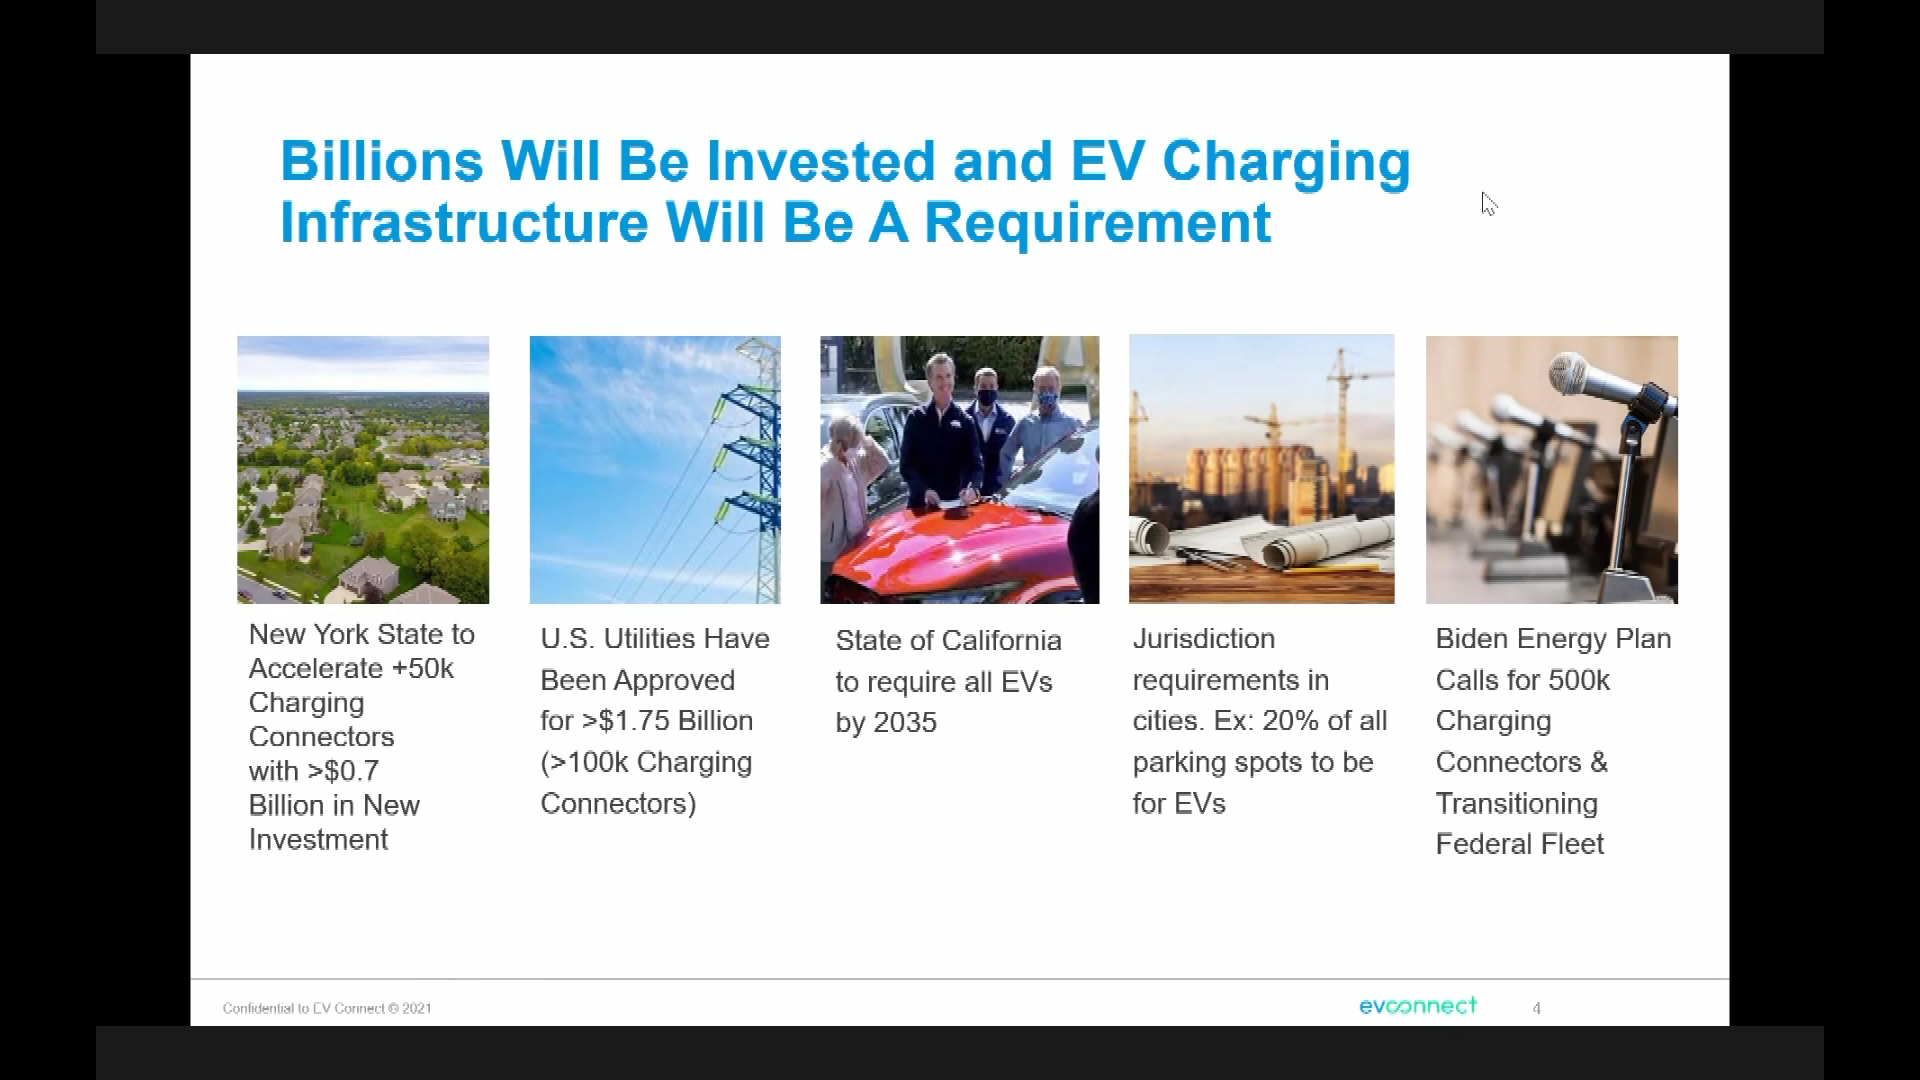 Billions Will Be Invested and EV Charging
Infrastructure Will Be A Requirement
New York State to
Accelerate +50k
Charging
Connectors
with >$0.7
Billion in New
Investment
U.S. Utilities Have
Been Approved
for >$1.75 Billion
(>100k Charging
Connectors)
State of California
to require all EVs
by 2035
Jurisdiction
requirements in
cities. Ex: 20% of all
parking spots to be
for EVs
Biden Energy Plan
Calls for 500k
Charging
Connectors &
Transitioning
Federal Fleet
Confidential to EV Connect © 2021
evconnect
4